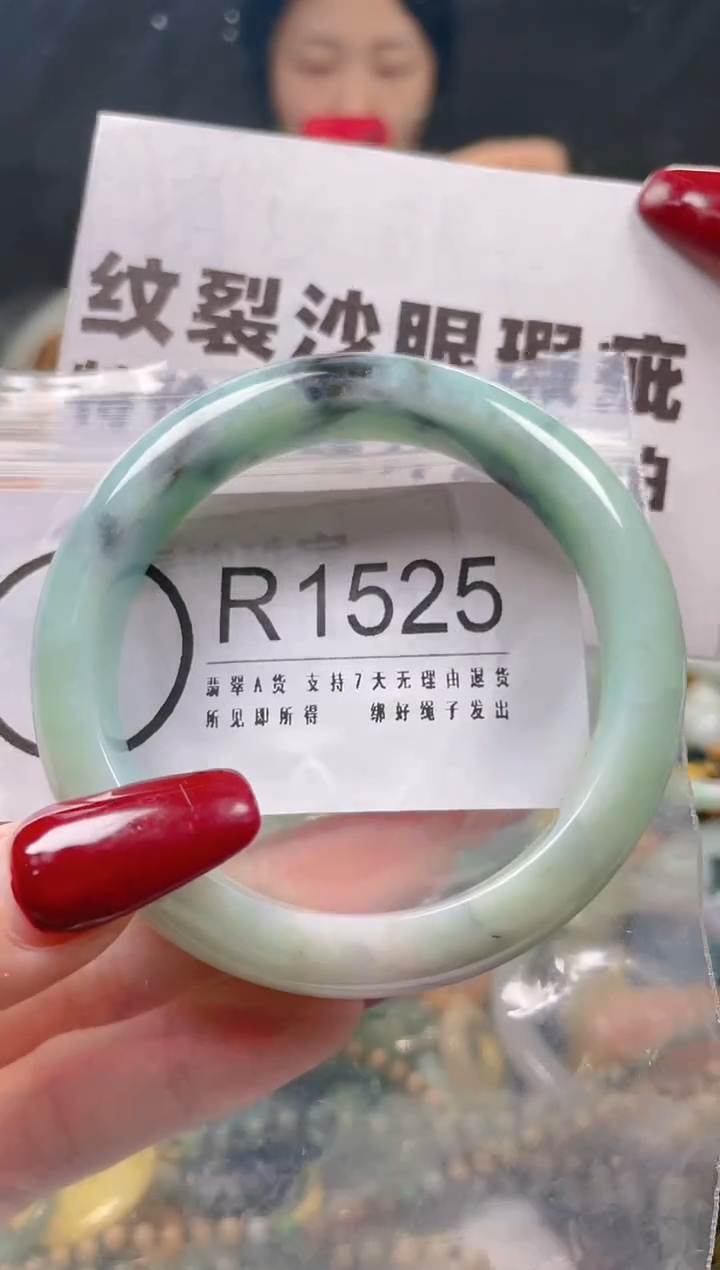 纹裂沙眼瑕疵
R1525
翡翠A货 支持7天无理由退货
所见即所得 绑好绳子发出